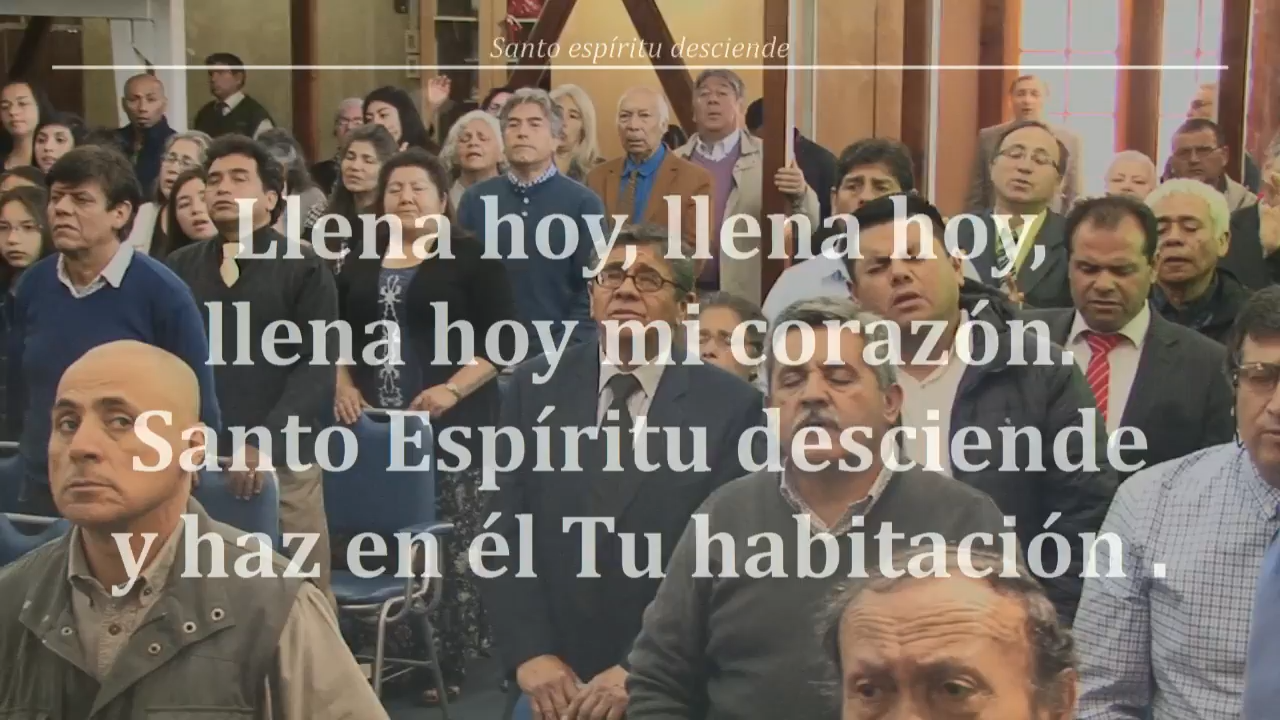 Santo espíritu desciende
Llena hoy, llena hoy,
llena hoy mi corazón.
Santo Espíritu desciende
y haz en él Tu habitación .